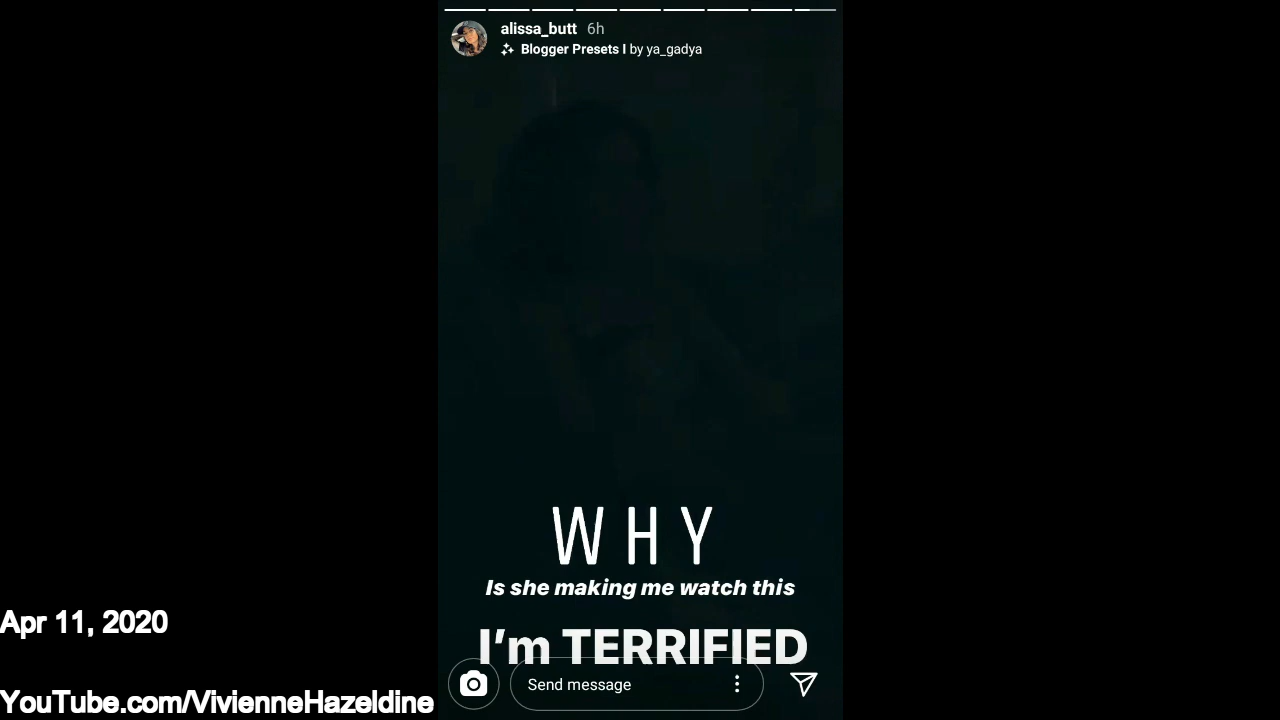 alissa_butt 6h
Blogger Presets I by ya_gadya
W H Y
Is she making me watch this
I'm TERRIFIED
Send message
Apr 11, 2020
YouTube.com/VivienneHazeldine